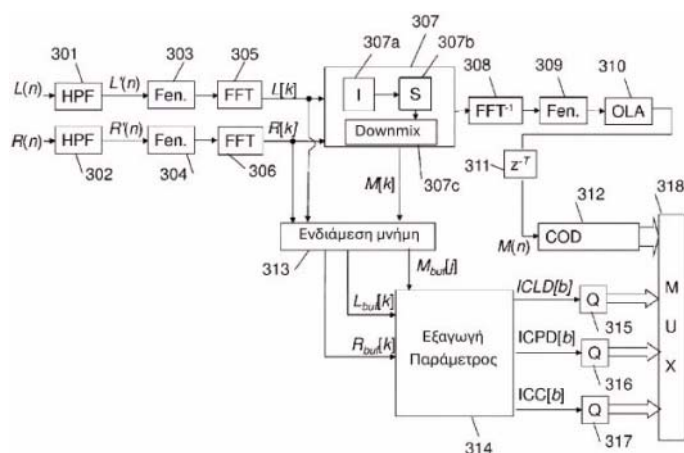 307
307a
307b
301
303
305
308
309
310
L(n)
HPF
L'(n)
Fen.
FFT
L[k]
I
S
FFT⁻¹
Fen.
OLA
R(n)
HPF
R'(n)
Fen.
FFT
R[k]
Downmix
302
304
306
307c
311
z⁻ᵀ
318
M[k]
312
Ενδιάμεση μνήμη
M(n)
COD
313
M_buf[j]
L_buf[k]
ICLD[b]
Q
315
R_buf[k]
Εξαγωγή
Παράμετρος
ICPD[b]
Q
316
ICC[b]
Q
317
314
M
U
X